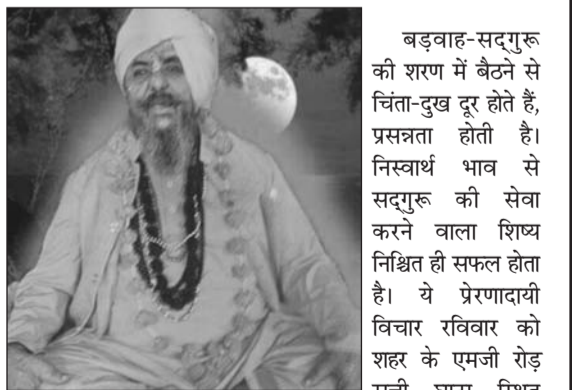 बड़वाह-सद्गुरू
की शरण में बैठने से
चिंता-दुख दूर होते हैं,
प्रसन्नता होती है।
निस्वार्थ भाव से
सद्गुरू की सेवा
करने वाला शिष्य
निश्चित ही सफल होता
है। ये प्रेरणादायी
विचार रविवार को
शहर के एमजी रोड़